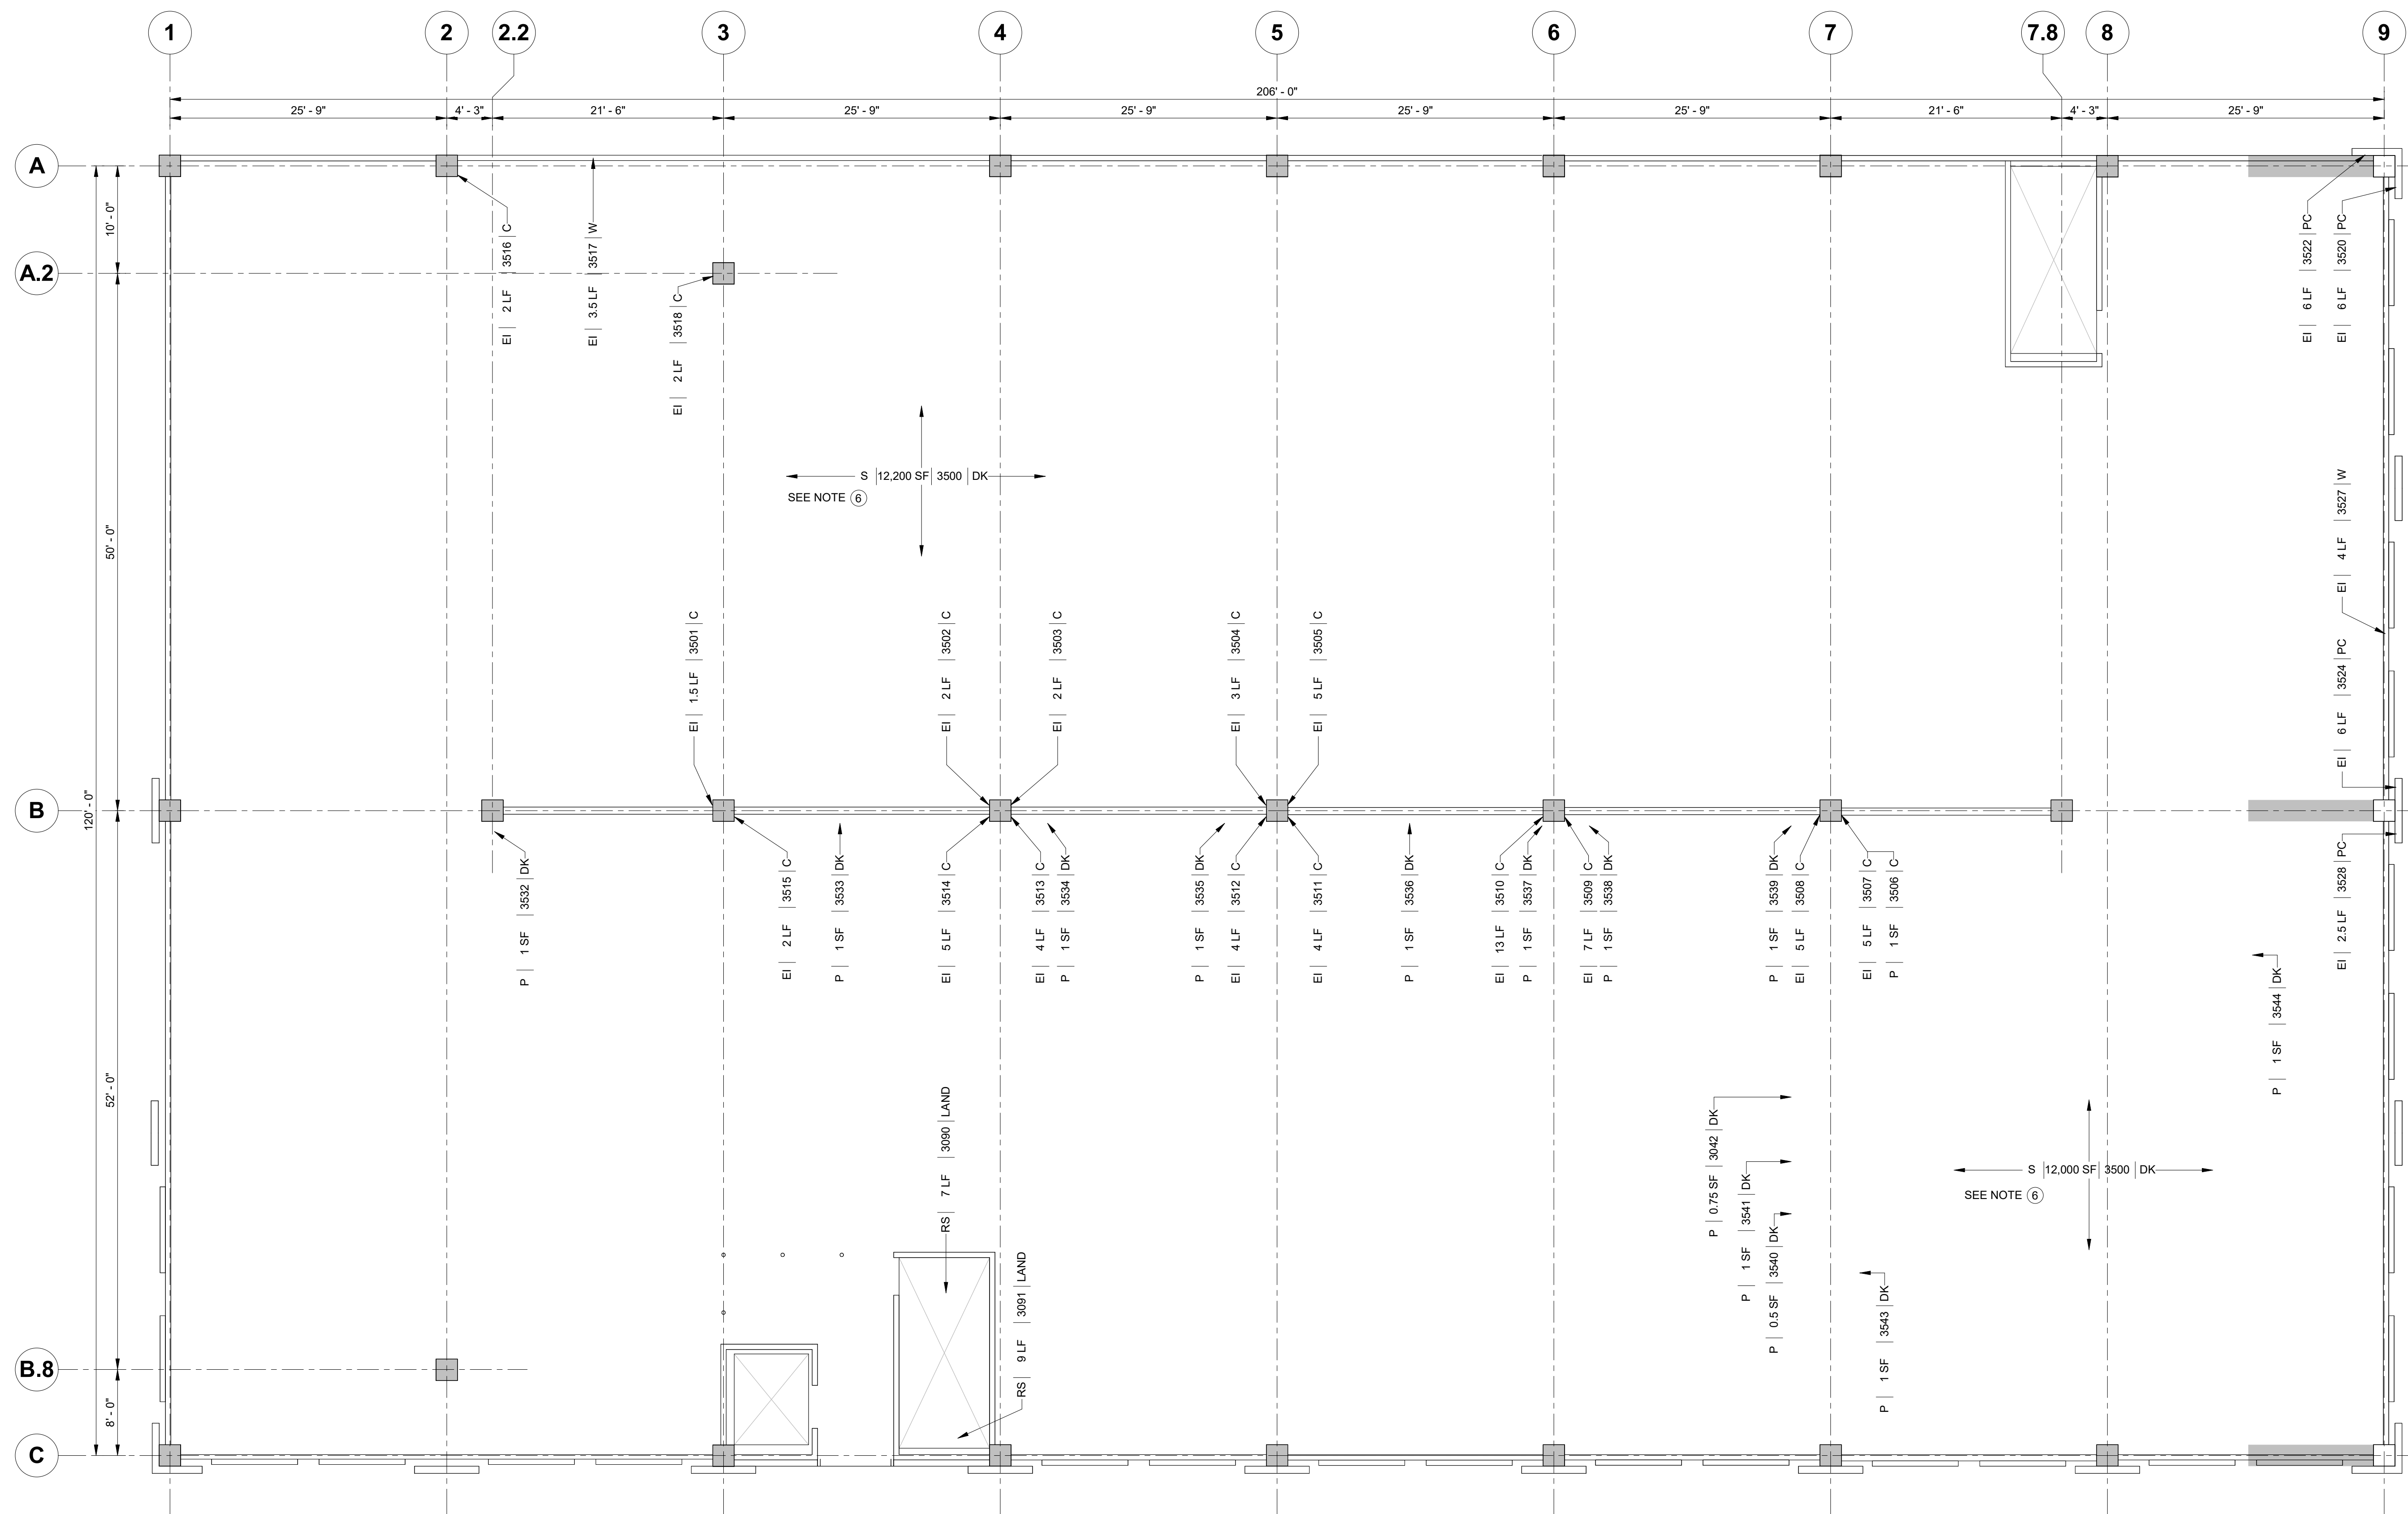 1
2
2.2
3
4
5
6
7
7.8
8
9
206' - 0"
25' - 9"
4' - 3"
21' - 6"
25' - 9"
25' - 9"
25' - 9"
25' - 9"
21' - 6"
4' - 3"
25' - 9"
A
A.2
B
B.8
C
10' - 0"
50' - 0"
120' - 0"
52' - 0"
8' - 0"
EI | 2 LF | 3516 | C
EI | 3.5 LF | 3517 | W
EI | 2 LF | 3518 | C
EI | 6 LF | 3522 | PC
EI | 6 LF | 3520 | PC
S | 12,200 SF | 3500 | DK
SEE NOTE 6
EI | 4 LF | 3527 | W
EI | 1.5 LF | 3501 | C
EI | 2 LF | 3502 | C
EI | 2 LF | 3503 | C
EI | 3 LF | 3504 | C
EI | 5 LF | 3505 | C
EI | 6 LF | 3524 | PC
P | 1 SF | 3532 | DK
EI | 2 LF | 3515 | C
P | 1 SF | 3533 | DK
EI | 5 LF | 3514 | C
EI | 4 LF | 3513 | C
P | 1 SF | 3534 | DK
P | 1 SF | 3535 | DK
EI | 4 LF | 3512 | C
EI | 4 LF | 3511 | C
P | 1 SF | 3536 | DK
EI | 13 LF | 3510 | C
P | 1 SF | 3537 | DK
EI | 7 LF | 3509 | C
P | 1 SF | 3538 | DK
P | 1 SF | 3539 | DK
EI | 5 LF | 3508 | C
EI | 5 LF | 3507 | C
P | 1 SF | 3506 | C
EI | 2.5 LF | 3528 | PC
P | 1 SF | 3544 | DK
RS | 7 LF | 3090 | LAND
RS | 9 LF | 3091 | LAND
P | 0.75 SF | 3042 | DK
P | 1 SF | 3541 | DK
P | 0.5 SF | 3540 | DK
P | 1 SF | 3543 | DK
S | 12,000 SF | 3500 | DK
SEE NOTE 6